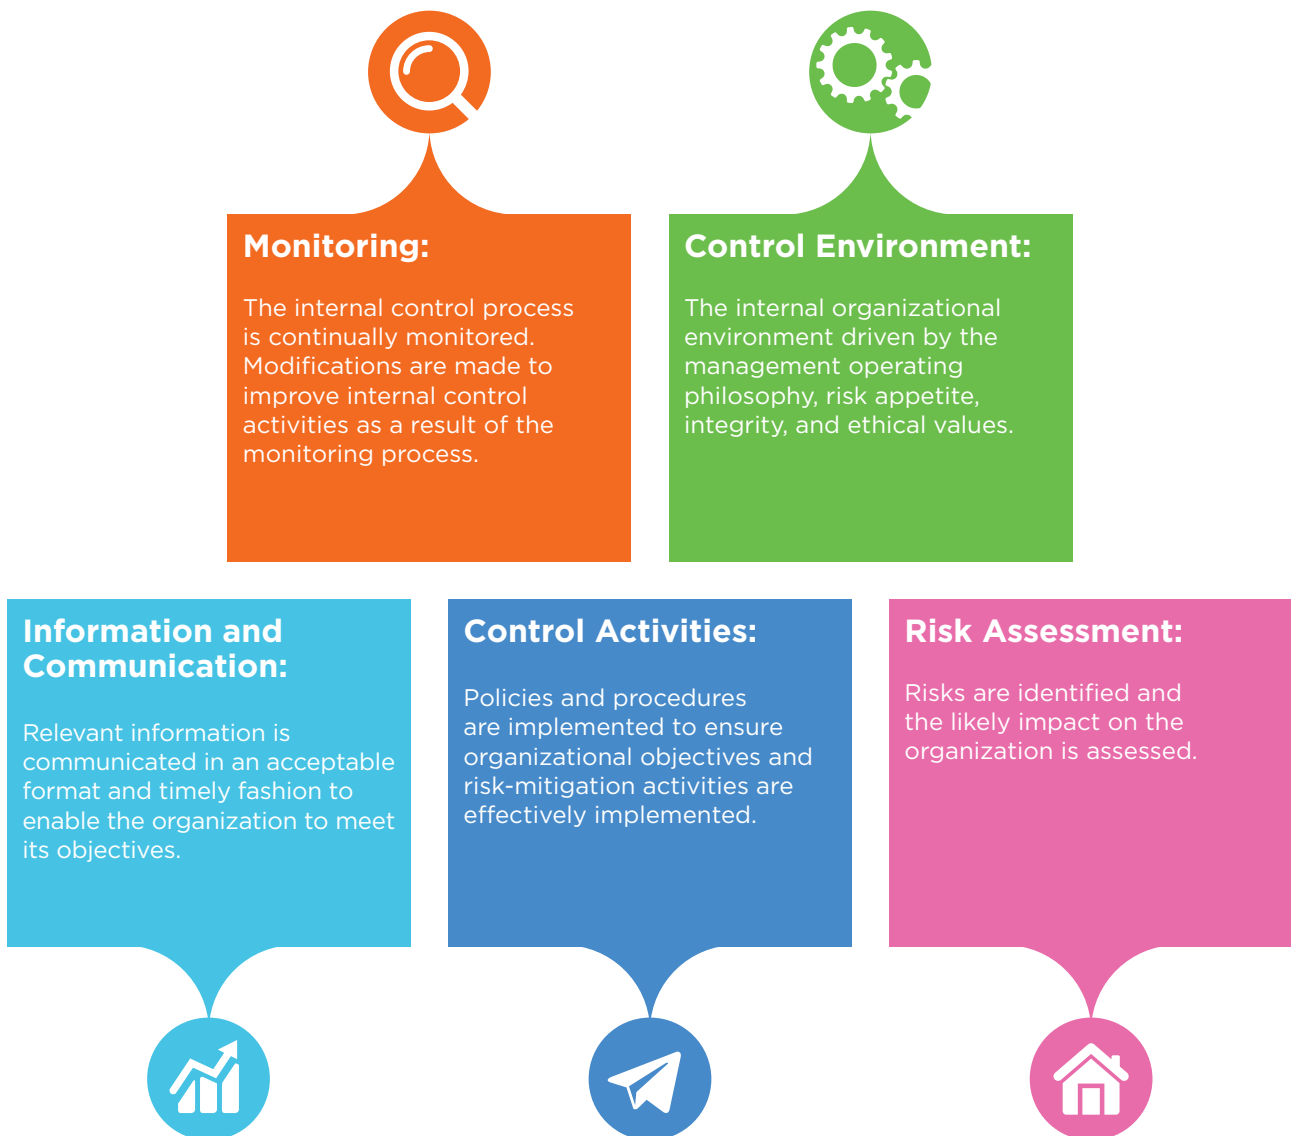 Monitoring:
The internal control process
is continually monitored.
Modifications are made to
improve internal control
activities as a result of the
monitoring process.
Control Environment:
The internal organizational
environment driven by the
management operating
philosophy, risk appetite,
integrity, and ethical values.
Information and
Communication:
Relevant information is
communicated in an acceptable
format and timely fashion to
enable the organization to meet
its objectives.
Control Activities:
Policies and procedures
are implemented to ensure
organizational objectives and
risk-mitigation activities are
effectively implemented.
Risk Assessment:
Risks are identified and
the likely impact on the
organization is assessed.